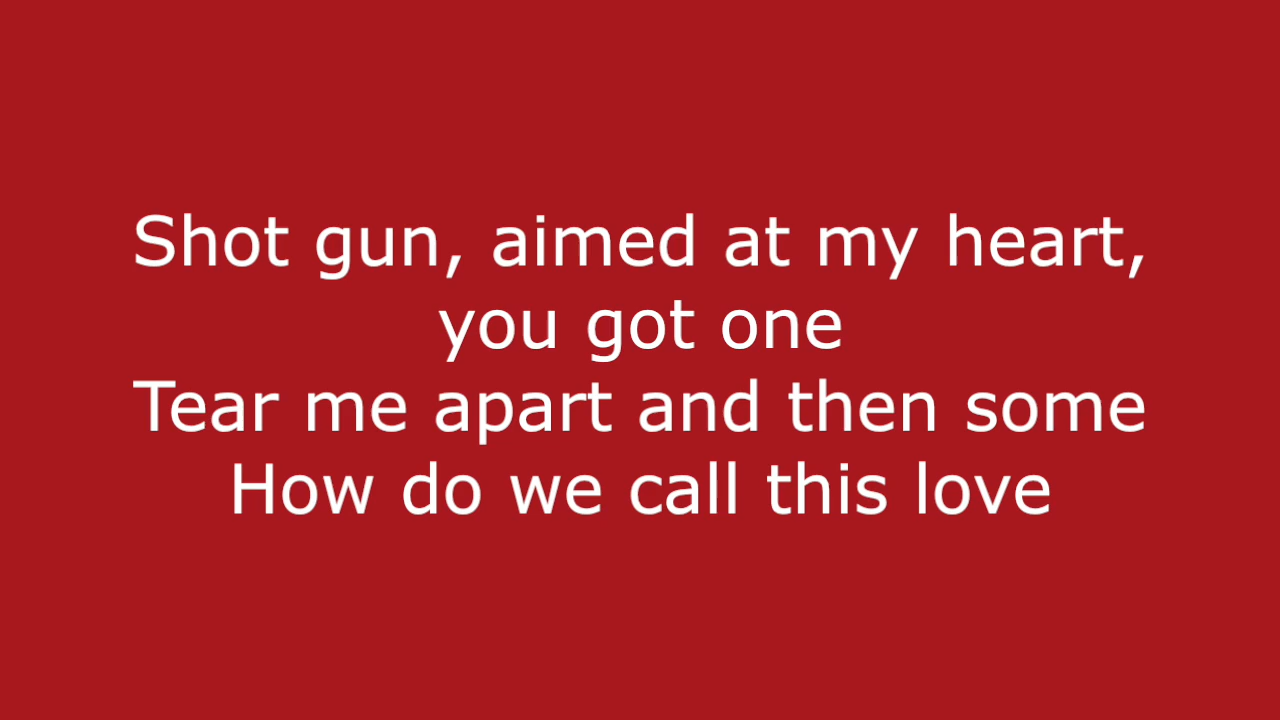 Shot gun, aimed at my heart,
you got one
Tear me apart and then some
How do we call this love